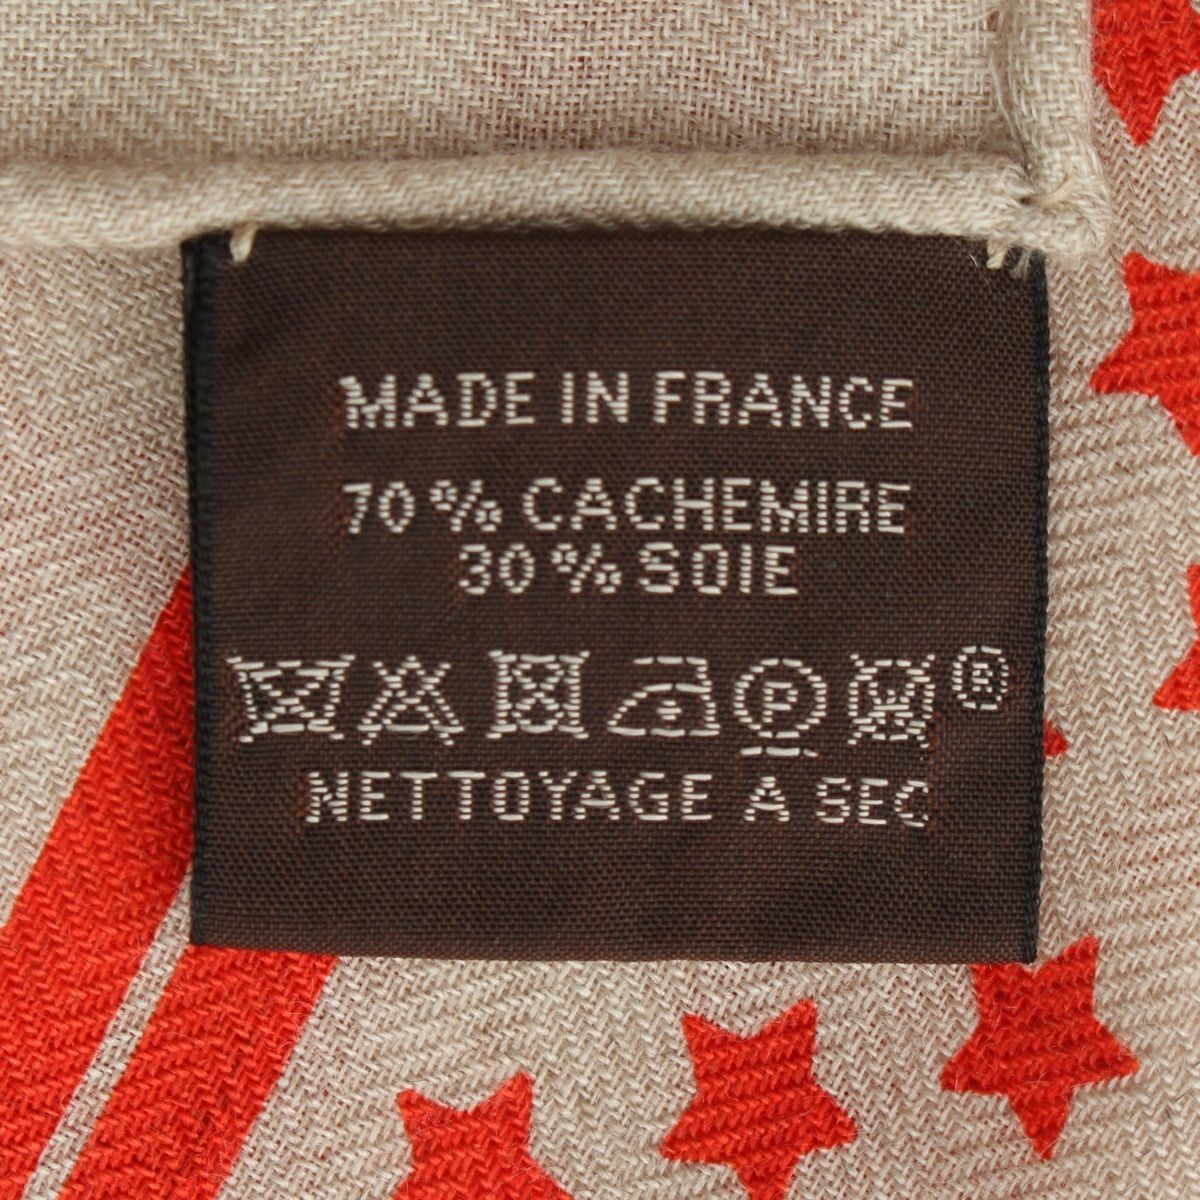 MADE IN FRANCE
70 % CACHEMIRE
30 % SOIE
P W ®
NETTOYAGE A SEC